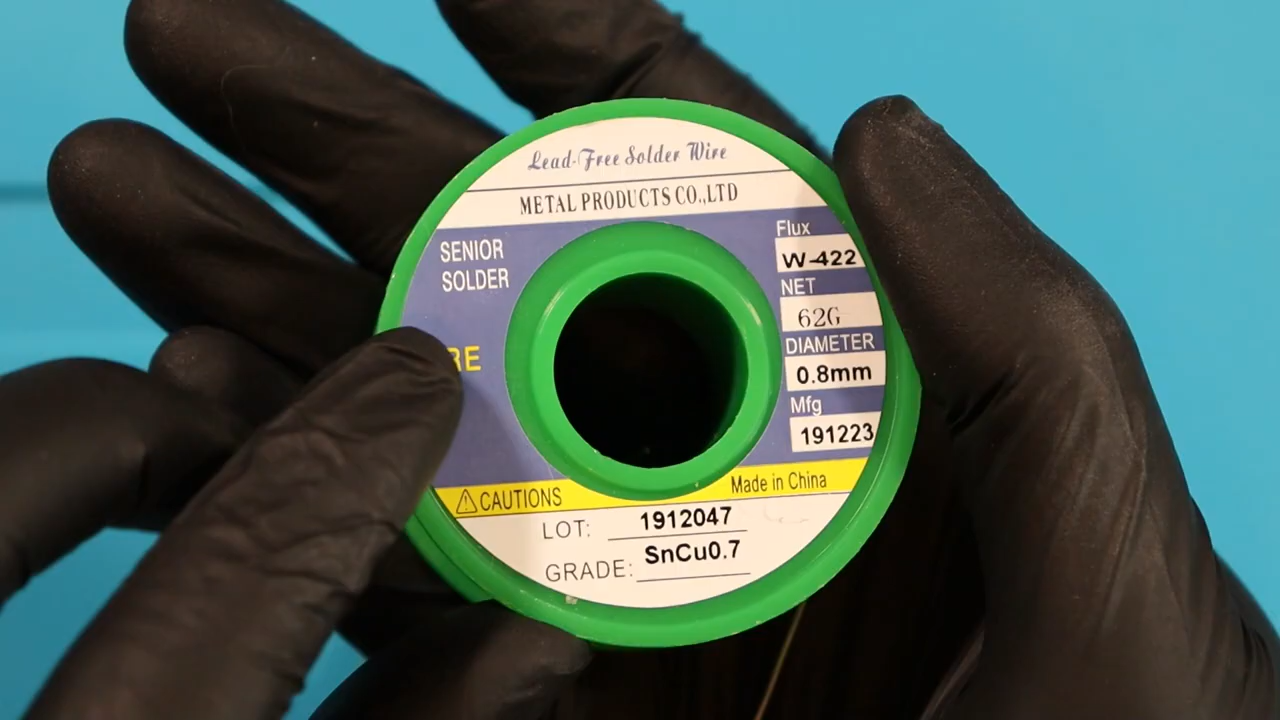 Lead-Free Solder Wire
METAL PRODUCTS CO.,LTD
SENIOR
SOLDER
RE
Flux
W-422
NET
62G
DIAMETER
0.8mm
Mfg
191223
CAUTIONS
Made in China
LOT: 1912047
GRADE: SnCu0.7